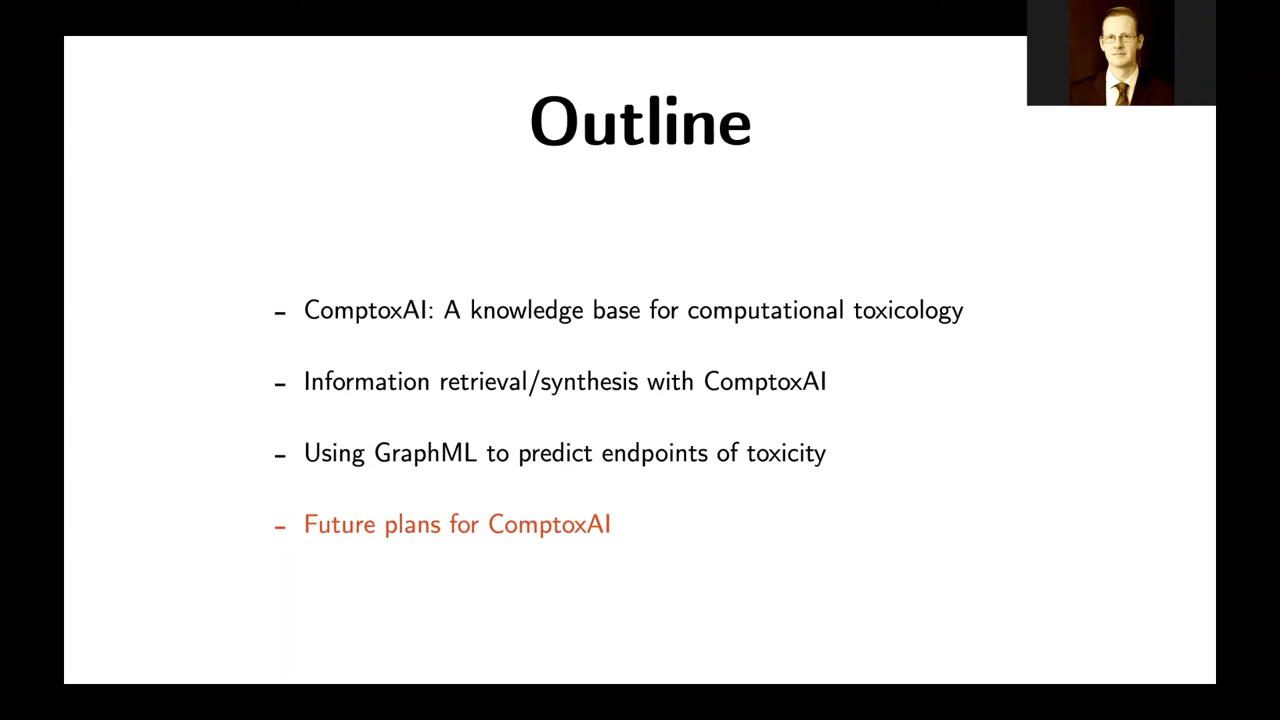 Outline
- ComptoxAI: A knowledge base for computational toxicology
- Information retrieval/synthesis with ComptoxAI
- Using GraphML to predict endpoints of toxicity
- Future plans for ComptoxAI